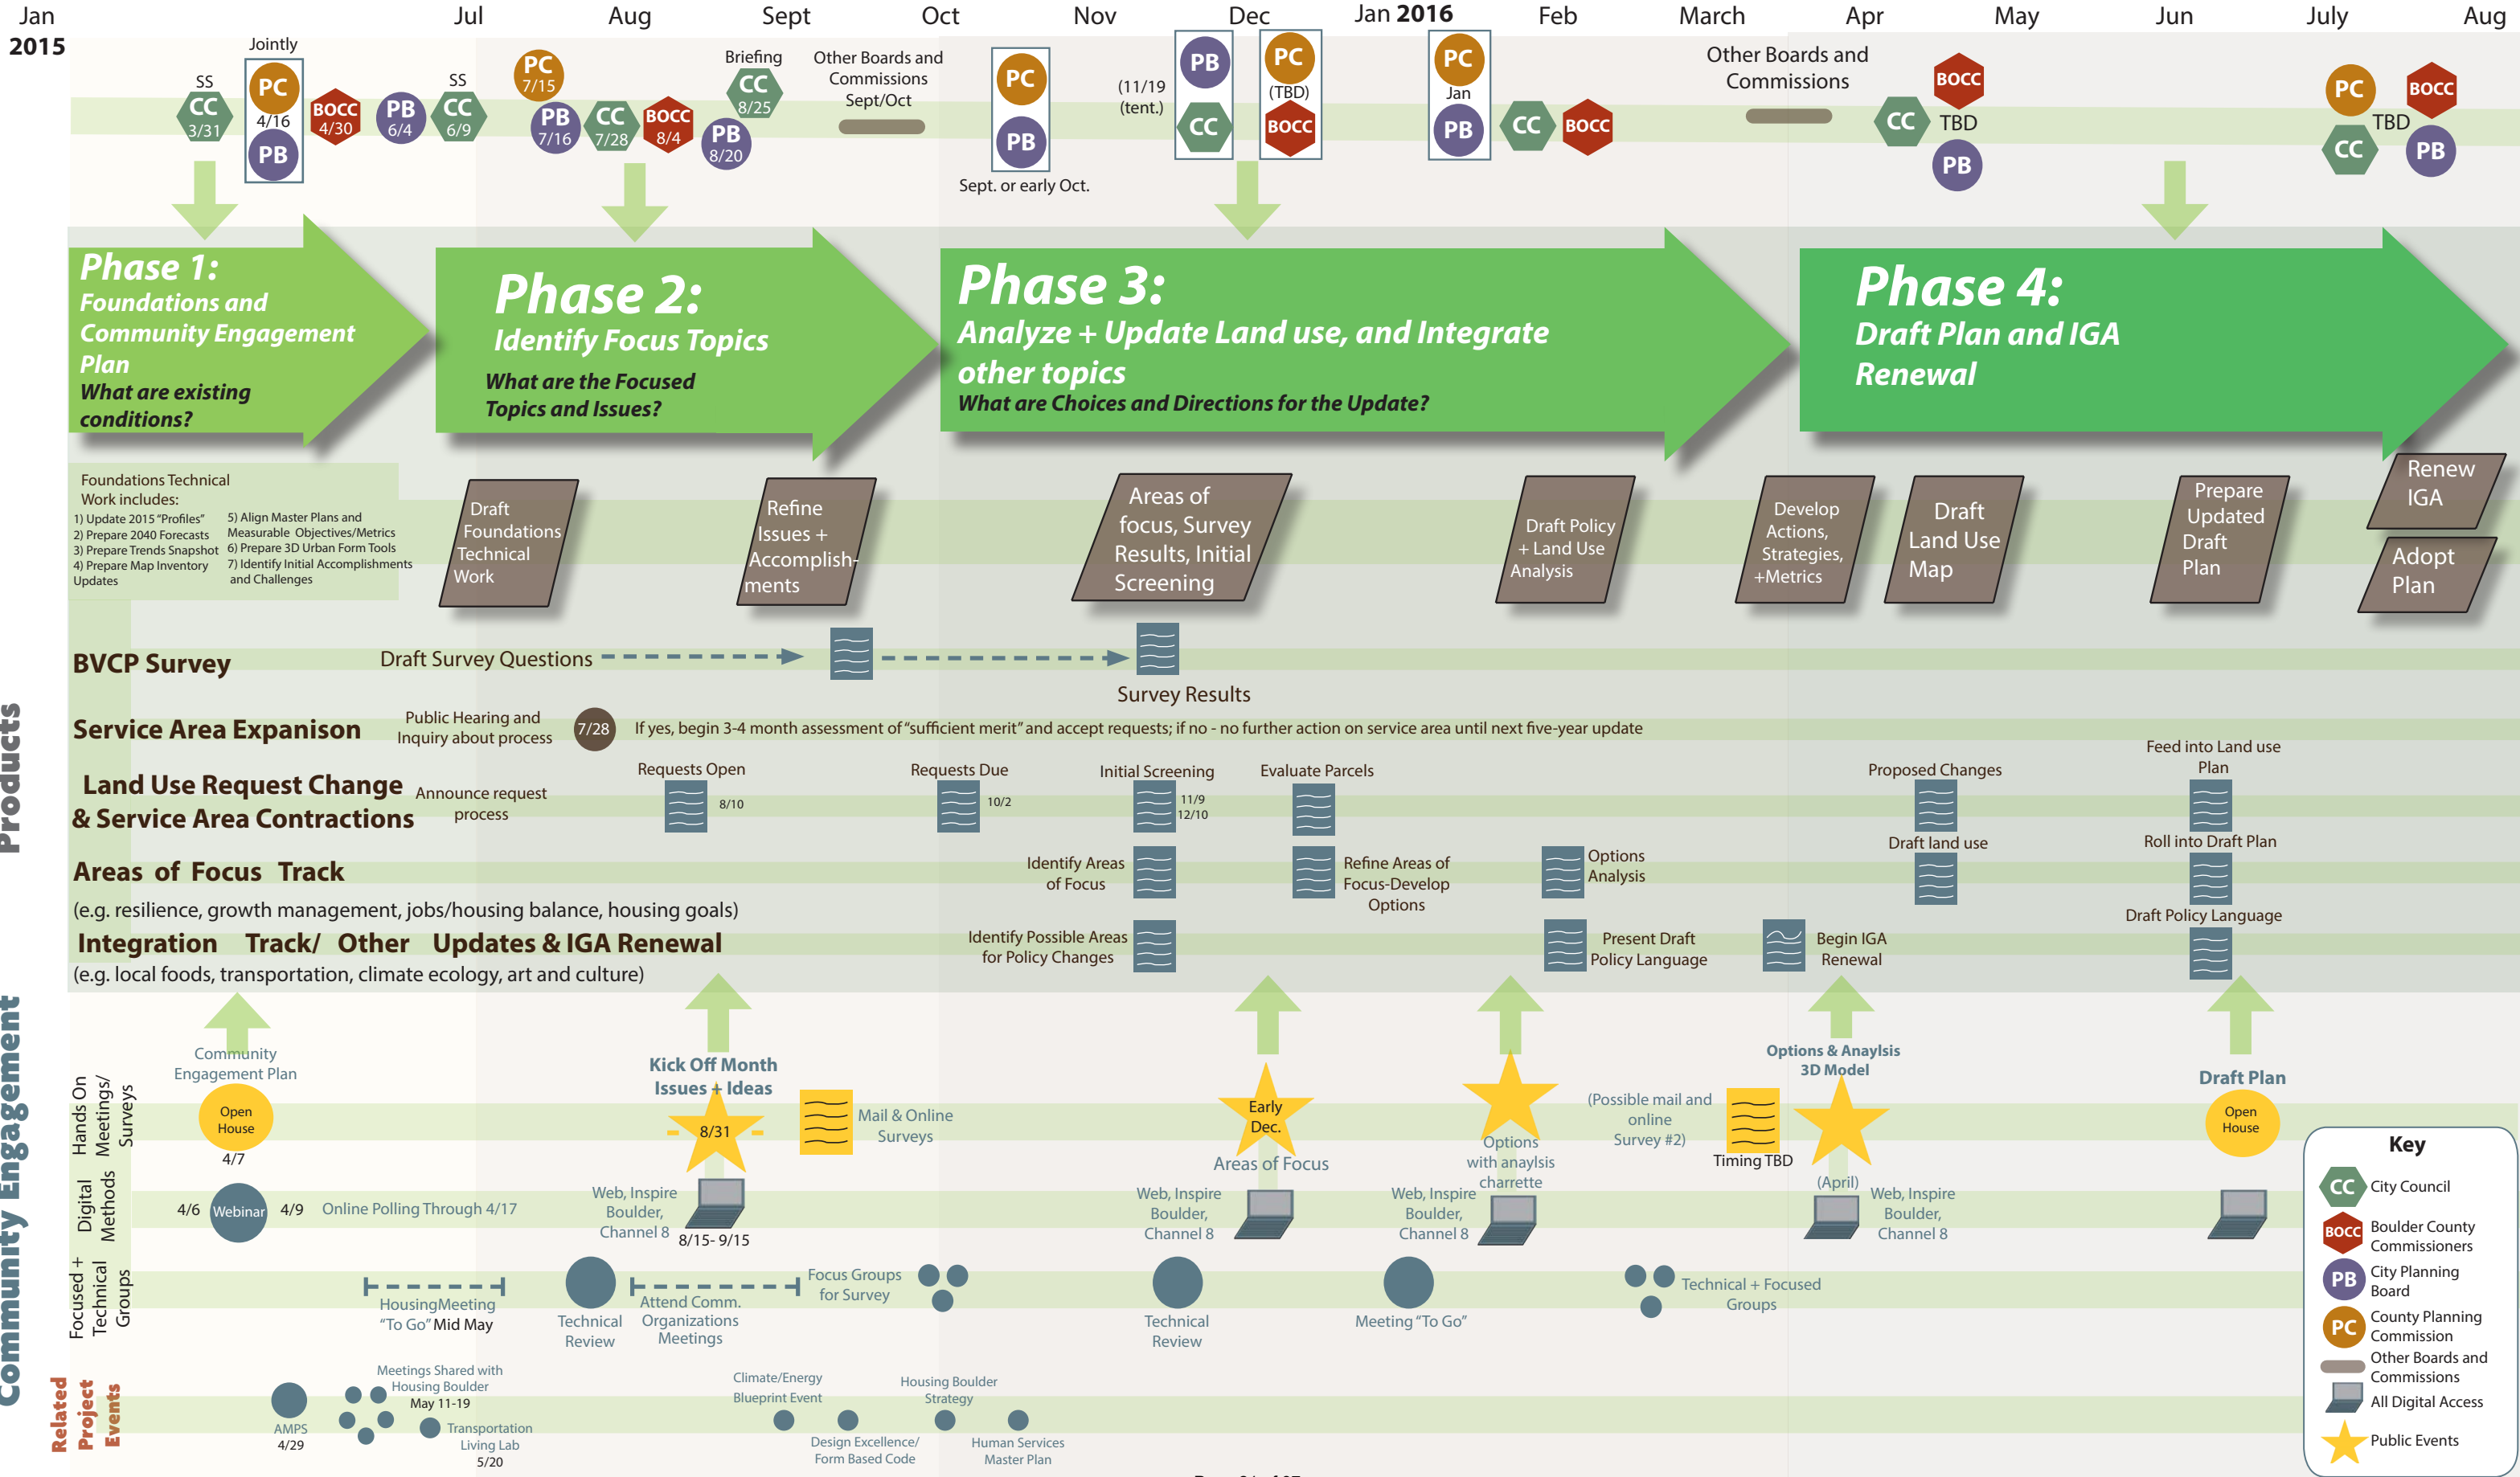 Jan
2015
Jul
Aug
Sept
Oct
Nov
Dec
Jan 2016
Feb
March
Apr
May
Jun
July
Aug
SS
CC
3/31
Jointly
PC
4/16
PB
BOCC
4/30
PB
6/4
SS
CC
6/9
PC
7/15
PB
7/16
CC
7/28
BOCC
8/4
PB
8/20
Briefing
CC
8/25
Other Boards and
Commissions
Sept/Oct
PC
PB
Sept. or early Oct.
(11/19
(tent.)
PB
CC
PC
(TBD)
BOCC
PC
Jan
PB
CC
BOCC
Other Boards and
Commissions
CC
BOCC
TBD
PB
PC
CC
TBD
BOCC
PB
Phase 1:
Foundations and
Community Engagement
Plan
What are existing
conditions?
Phase 2:
Identify Focus Topics
What are the Focused
Topics and Issues?
Phase 3:
Analyze + Update Land use, and Integrate
other topics
What are Choices and Directions for the Update?
Phase 4:
Draft Plan and IGA
Renewal
Foundations Technical
Work includes:
1) Update 2015 “Profiles”
2) Prepare 2040 Forecasts
3) Prepare Trends Snapshot
4) Prepare Map Inventory
Updates
5) Align Master Plans and
Measurable Objectives/Metrics
6) Prepare 3D Urban Form Tools
7) Identify Initial Accomplishments
and Challenges
Draft
Foundations
Technical
Work
Refine
Issues +
Accomplish-
ments
Areas of
focus, Survey
Results, Initial
Screening
Draft Policy
+ Land Use
Analysis
Develop
Actions,
Strategies,
+Metrics
Draft
Land Use
Map
Prepare
Updated
Draft
Plan
Renew
IGA
Adopt
Plan
Products
BVCP Survey
Draft Survey Questions
Survey Results
Service Area Expanison
Public Hearing and
Inquiry about process
7/28
If yes, begin 3-4 month assessment of “sufficient merit” and accept requests; if no - no further action on service area until next five-year update
Land Use Request Change
& Service Area Contractions
Announce request
process
Requests Open
8/10
Requests Due
10/2
Initial Screening
11/9
12/10
Evaluate Parcels
Proposed Changes
Feed into Land use
Plan
Areas of Focus Track
(e.g. resilience, growth management, jobs/housing balance, housing goals)
Identify Areas
of Focus
Refine Areas of
Focus-Develop
Options
Options
Analysis
Draft land use
Roll into Draft Plan
Integration Track/ Other Updates & IGA Renewal
(e.g. local foods, transportation, climate ecology, art and culture)
Identify Possible Areas
for Policy Changes
Present Draft
Policy Language
Begin IGA
Renewal
Draft Policy Language
Community Engagement
Hands On
Meetings/
Surveys
Community
Engagement Plan
Open
House
4/7
Kick Off Month
Issues + Ideas
8/31
Mail & Online
Surveys
Early
Dec.
Areas of Focus
Options
with anaylsis
charrette
(Possible mail and
online
Survey #2)
Timing TBD
Options & Anaylsis
3D Model
(April)
Draft Plan
Open
House
Digital
Methods
4/6
Webinar
4/9
Online Polling Through 4/17
Web, Inspire
Boulder,
Channel 8
8/15- 9/15
Web, Inspire
Boulder,
Channel 8
Web, Inspire
Boulder,
Channel 8
Web, Inspire
Boulder,
Channel 8
Focused +
Technical
Groups
HousingMeeting
“To Go” Mid May
Technical
Review
Attend Comm.
Organizations
Meetings
Focus Groups
for Survey
Technical
Review
Meeting “To Go”
Technical + Focused
Groups
Related
Project
Events
AMPS
4/29
Meetings Shared with
Housing Boulder
May 11-19
Transportation
Living Lab
5/20
Climate/Energy
Blueprint Event
Design Excellence/
Form Based Code
Housing Boulder
Strategy
Human Services
Master Plan
Key
CC
City Council
BOCC
Boulder County
Commissioners
PB
City Planning
Board
PC
County Planning
Commission
Other Boards and
Commissions
All Digital Access
Public Events